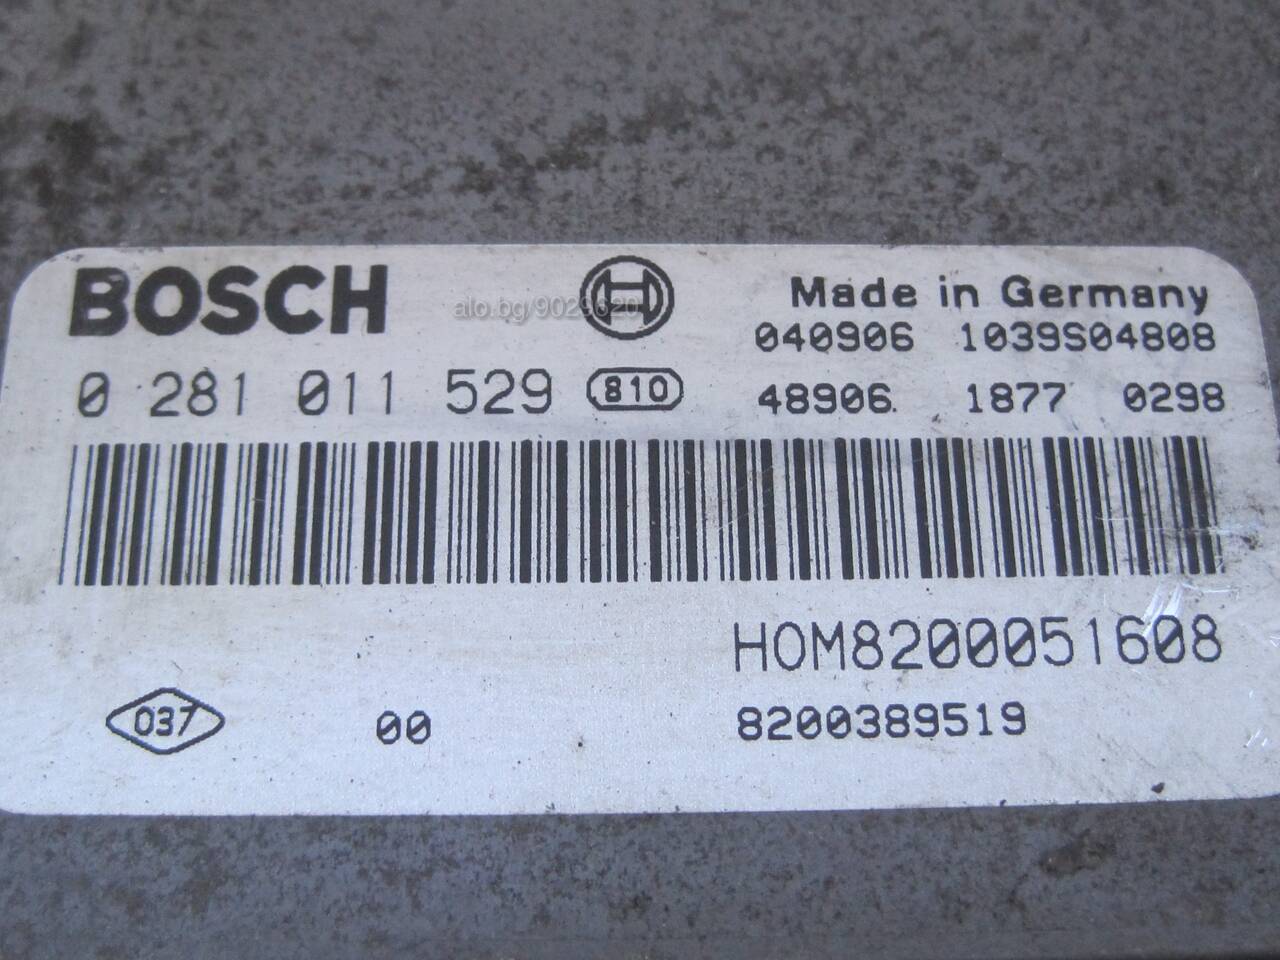 BOSCH
Made in Germany
040906 1039S04808
0 281 011 529 810
48906. 1877 0298
HOM8200051608
037 00 8200389519